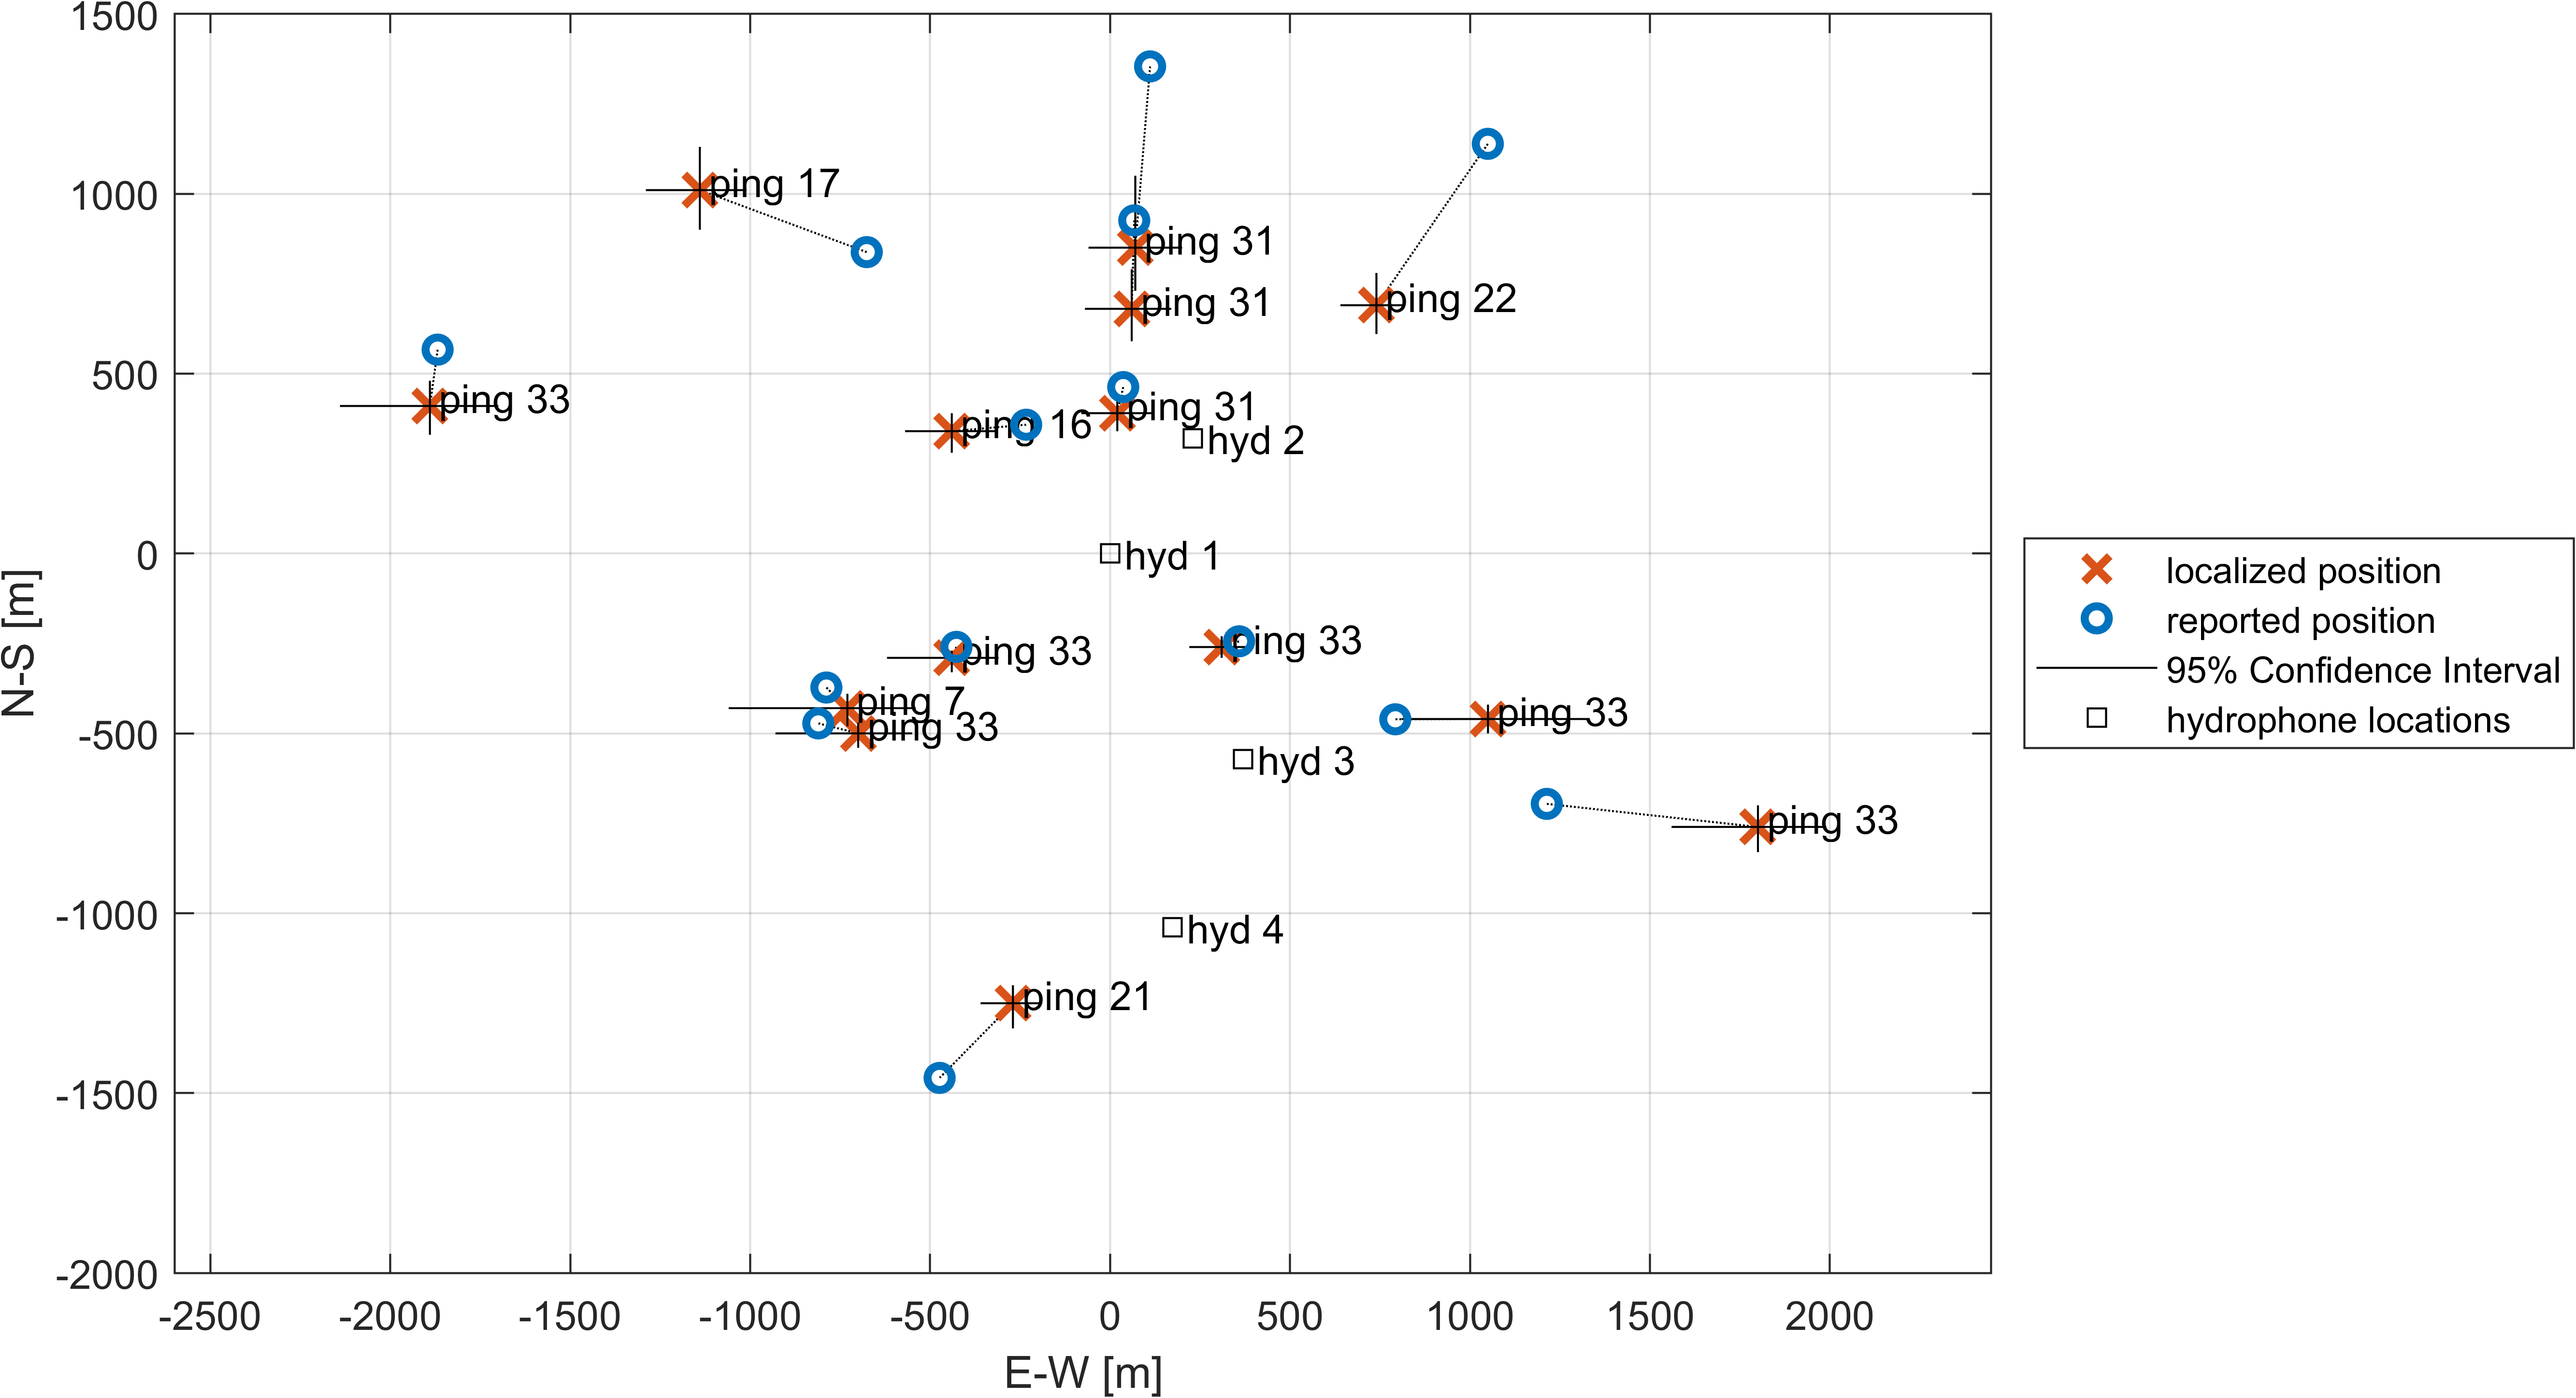 1500
1000
500
0
-500
-1000
-1500
-2000
N-S [m]
-2500
-2000
-1500
-1000
-500
0
500
1000
1500
2000
E-W [m]
ping 17
ping 31
ping 31
ping 22
ping 33
ping 31
ping 16
hyd 2
hyd 1
ping 33
ping 33
ping 7
ping 33
ping 33
hyd 3
ping 33
hyd 4
ping 21
localized position
reported position
95% Confidence Interval
hydrophone locations